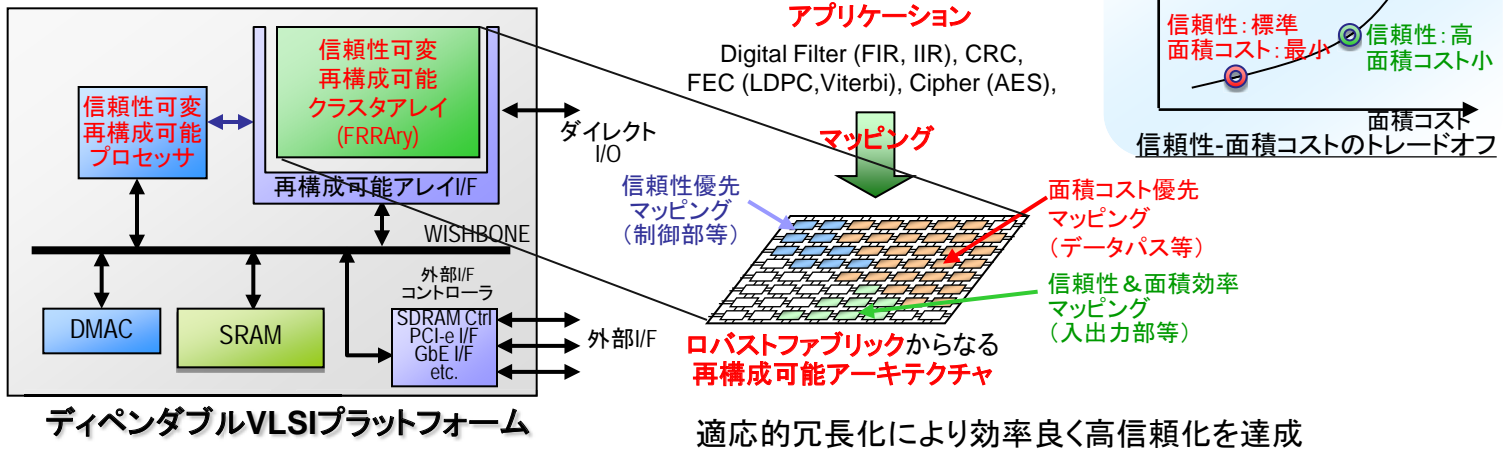 信頼性可変
再構成可能
クラスタアレイ
(FRRAry)
信頼性可変
再構成可能
プロセッサ
再構成可能アレイI/F
ダイレクト
I/O
WISHBONE
外部I/F
コントローラ
DMAC
SRAM
SDRAM Ctrl
PCI-e I/F
GbE I/F
etc.
外部I/F
ディペンダブルVLSIプラットフォーム
アプリケーション
Digital Filter (FIR, IIR), CRC,
FEC (LDPC,Viterbi), Cipher (AES),
マッピング
信頼性優先
マッピング
（制御部等）
面積コスト優先
マッピング
（データパス等）
信頼性＆面積効率
マッピング
（入出力部等）
ロバストファブリックからなる
再構成可能アーキテクチャ
信頼性：標準
面積コスト：最小
信頼性：高
面積コスト小
面積コスト
信頼性-面積コストのトレードオフ
適応的冗長化により効率良く高信頼化を達成